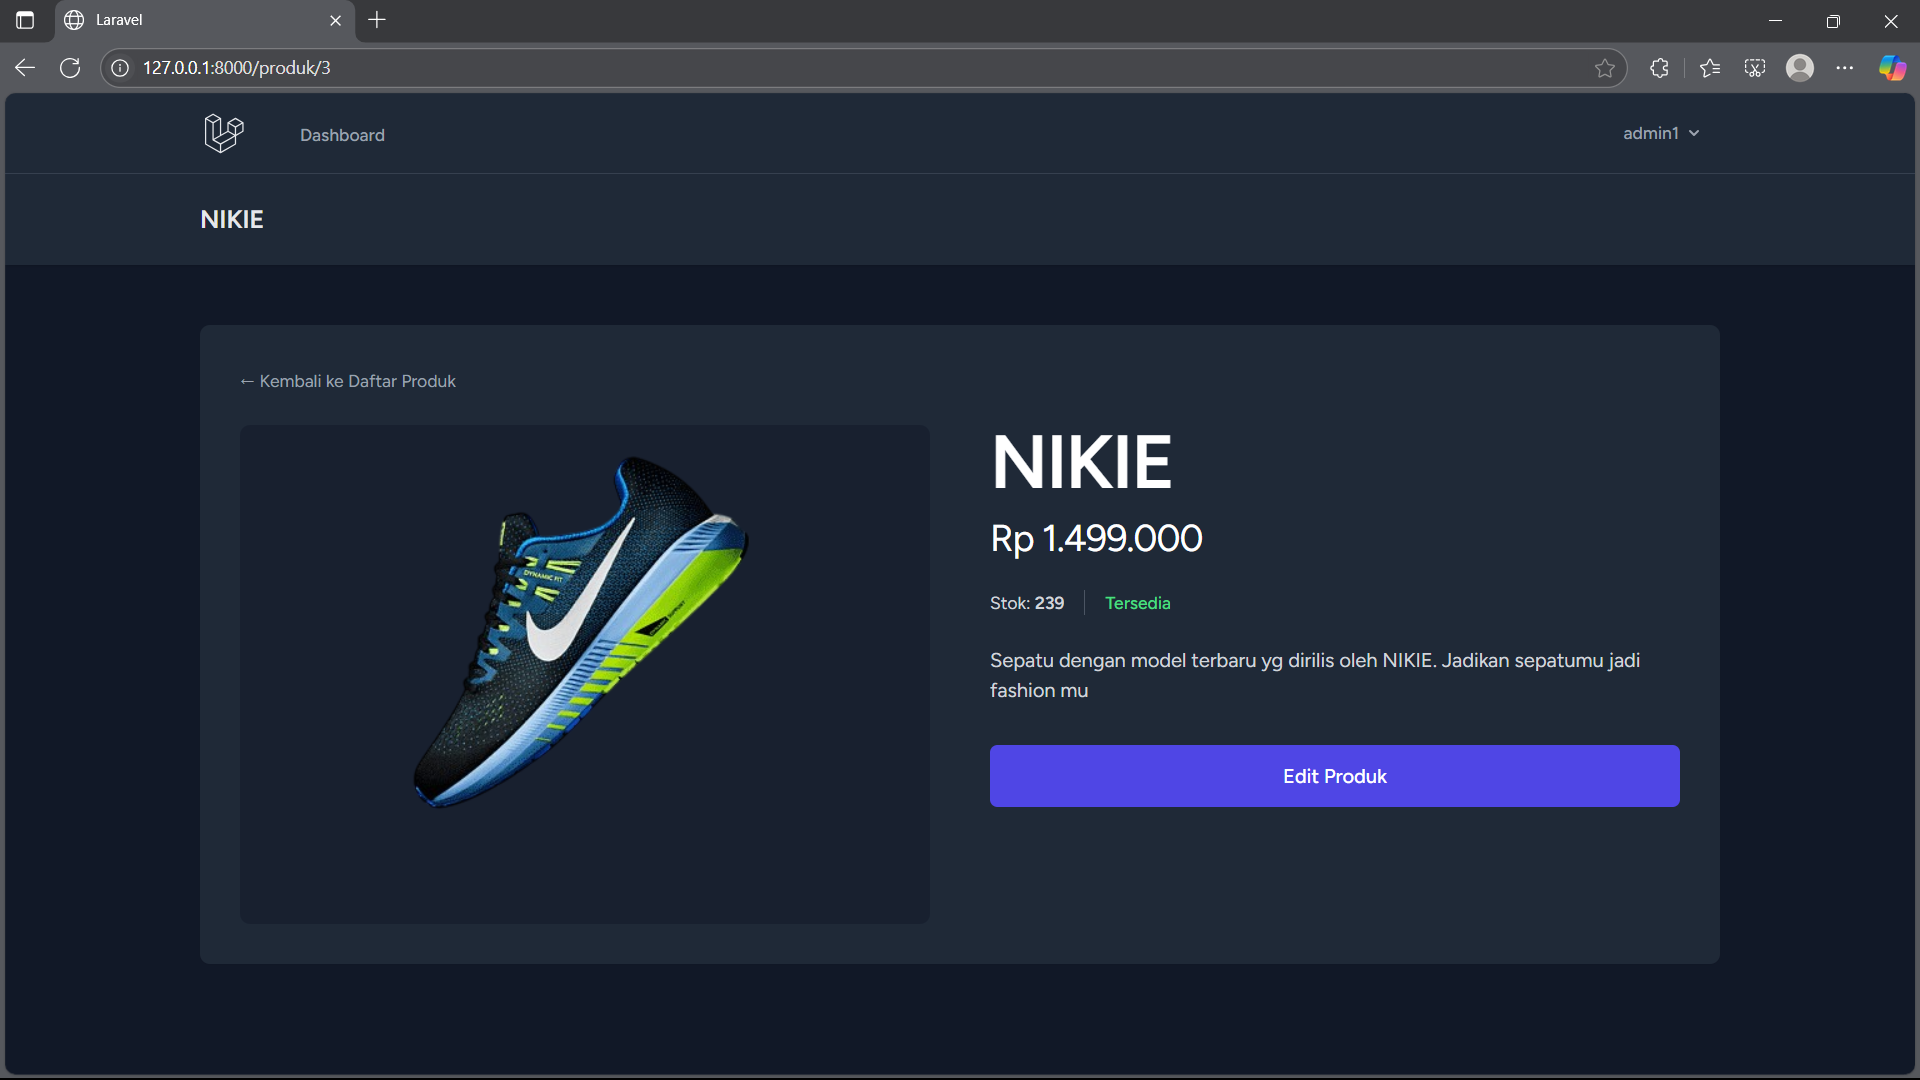 Laravel
127.0.0.1:8000/produk/3
Dashboard
admin1
NIKIE
← Kembali ke Daftar Produk
DYNAMIC FIT
NIKIE
Rp 1.499.000
Stok: 239
Tersedia
Sepatu dengan model terbaru yg dirilis oleh NIKIE. Jadikan sepatumu jadi
fashion mu
Edit Produk